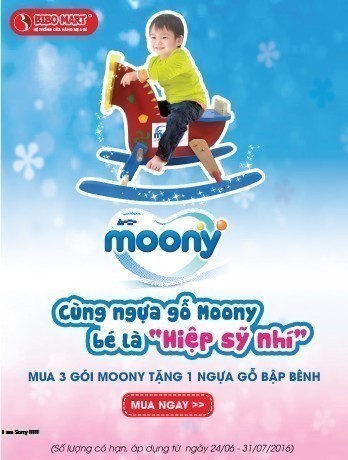 BIBO MART
HỆ THỐNG CỬA HÀNG MẸ & BÉ
moony
Cùng ngựa gỗ Moony
bé là "Hiệp sỹ nhí"
MUA 3 GÓI MOONY TẶNG 1 NGỰA GỖ BẬP BÊNH
MUA NGAY >>
(Số lượng có hạn, áp dụng từ ngày 24/06 - 31/07/2016)